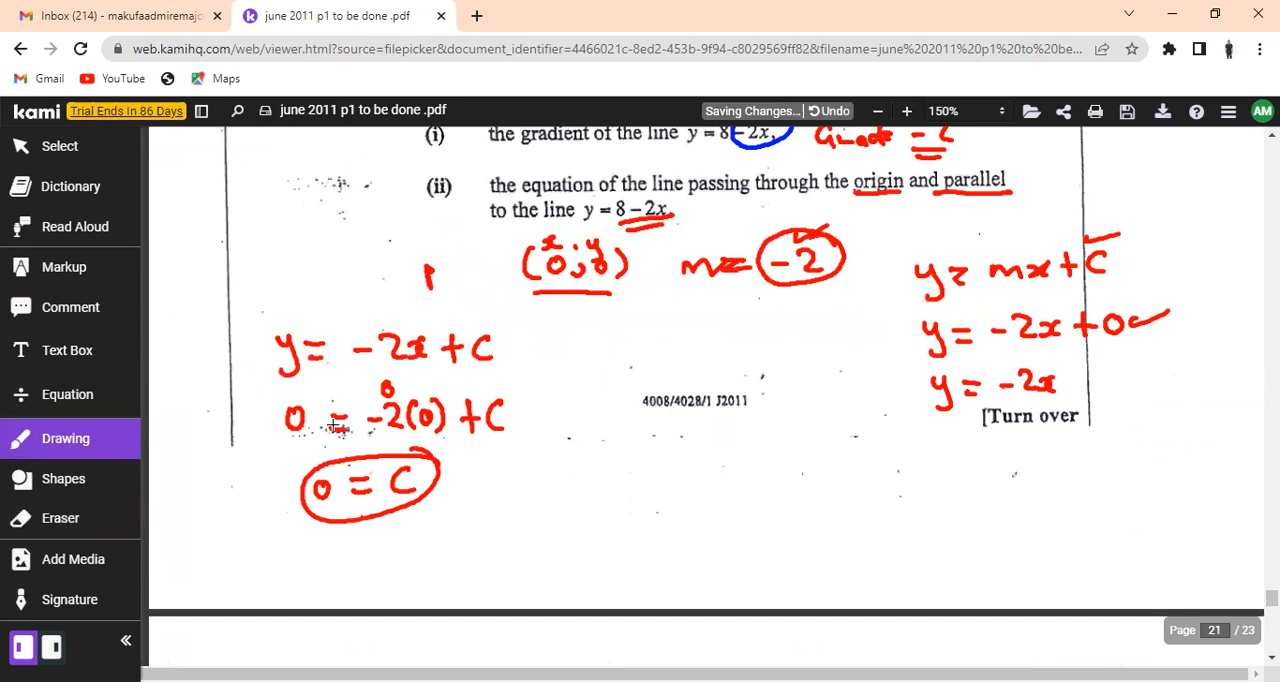 Inbox (214) - makufaadmiremajo
june 2011 p1 to be done .pdf
web.kamihq.com/web/viewer.html?source=filepicker&document_identifier=4466021c-8ed2-453b-9f94-c8029569ff82&filename=june%202011%20p1%20to%20be...
Gmail
YouTube
Maps
kami
Trial Ends In 86 Days
june 2011 p1 to be done .pdf
Saving Changes...
Undo
150%
AM
Select
Dictionary
Read Aloud
Markup
Comment
Text Box
Equation
Drawing
Shapes
Eraser
Add Media
Signature
(i) the gradient of the line y = 8 - 2x, - 2
(ii) the equation of the line passing through the origin and parallel
to the line y = 8 - 2x
x y
(0 ; 0) m = -2
y = mx + C
y = -2x + 0
y = -2x
y = -2x + C
0
0 = -2(0) + C
0 = C
4008/4028/1 J2011
[Turn over
Page 21 / 23